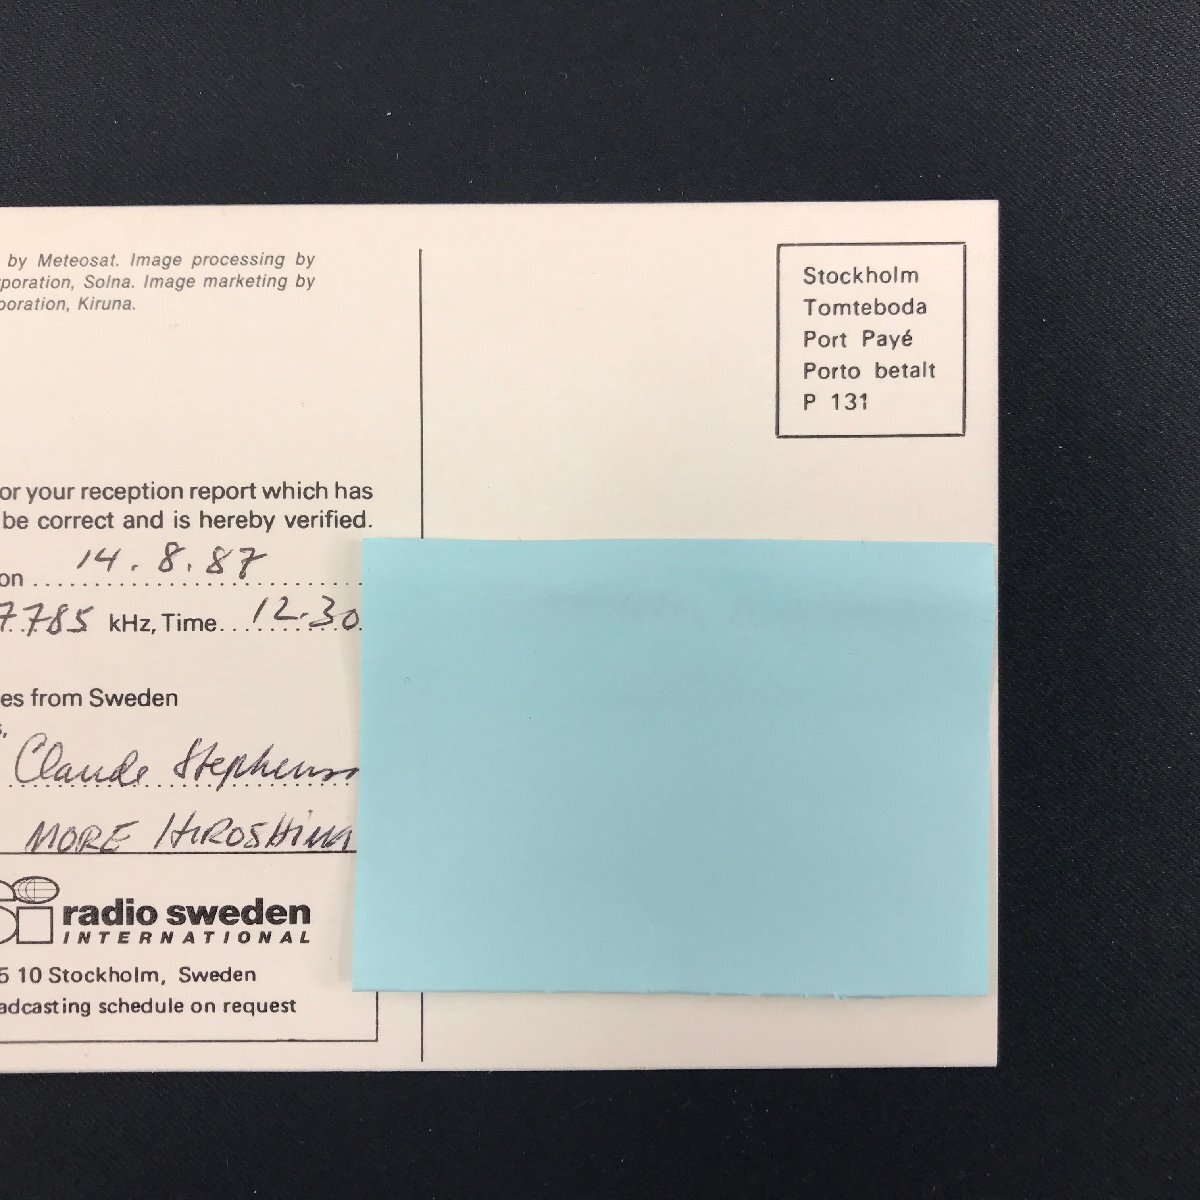 by Meteosat. Image processing by
poration, Solna. Image marketing by
poration, Kiruna.
or your reception report which has
be correct and is hereby verified.
on 14.8.87
7785 kHz, Time 12.30
es from Sweden
Claude Stephenson
MORE HIROSHIMA
radio sweden
INTERNATIONAL
5 10 Stockholm, Sweden
adcasting schedule on request
Stockholm
Tomteboda
Port Payé
Porto betalt
P 131